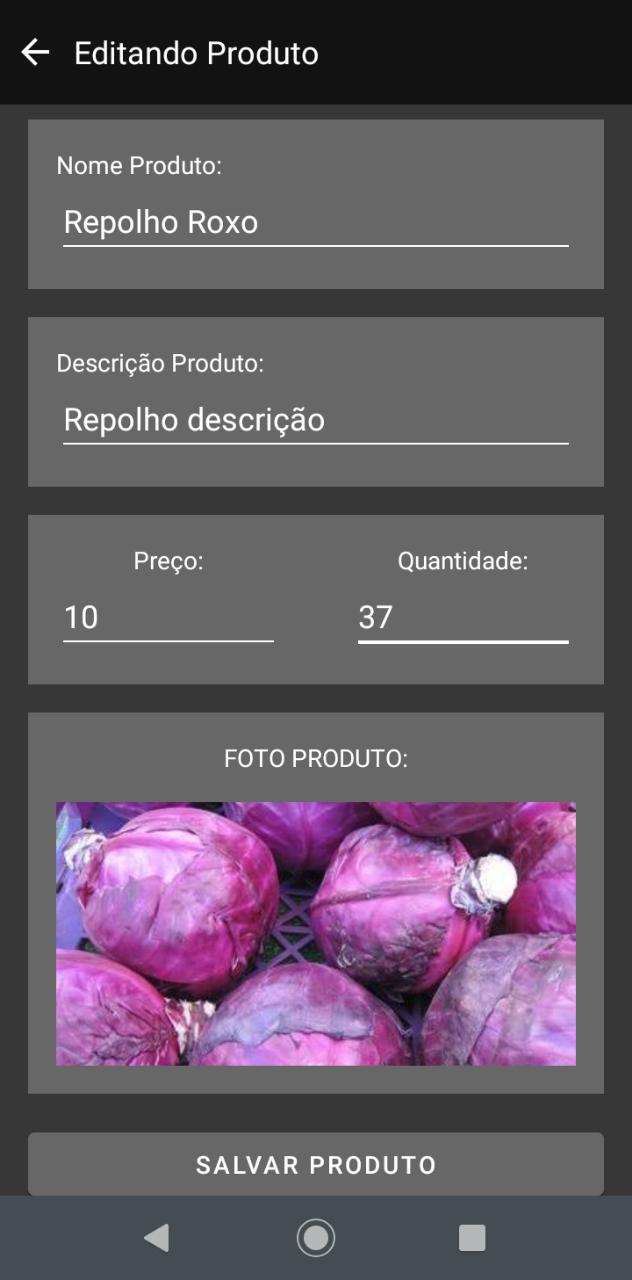 Editando Produto
Nome Produto:
Repolho Roxo
Descrição Produto:
Repolho descrição
Preço:
Quantidade:
10
37
FOTO PRODUTO:
SALVAR PRODUTO